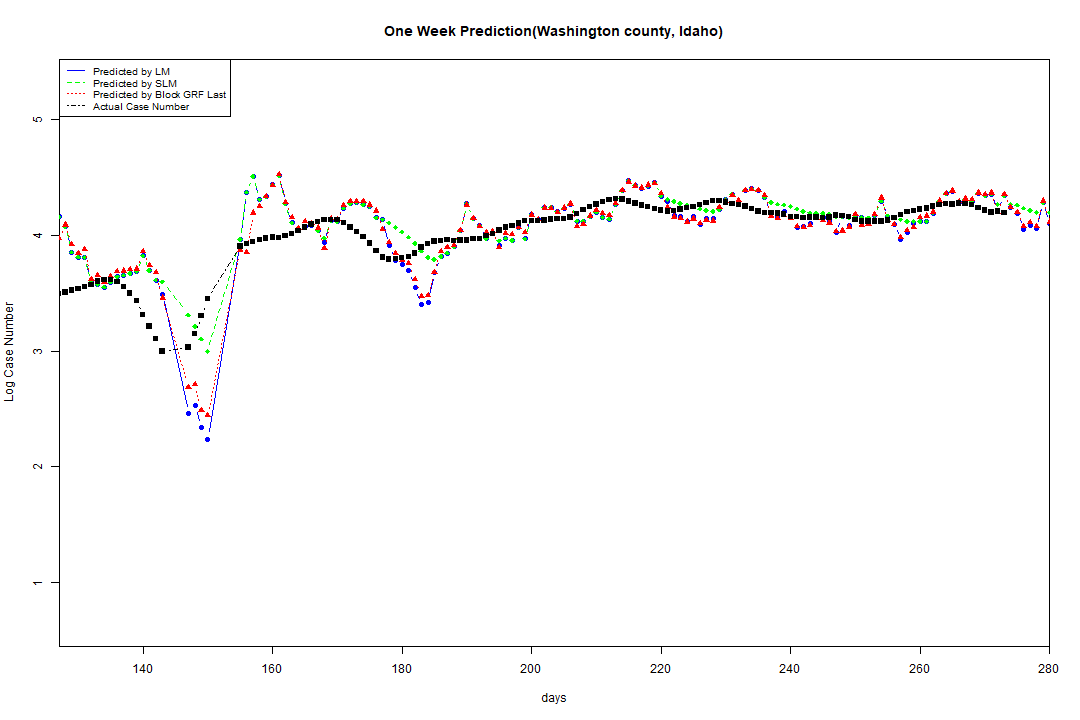 One Week Prediction(Washington county, Idaho)
Predicted by LM
Predicted by SLM
Predicted by Block GRF Last
Actual Case Number
5
4
3
2
1
Log Case Number
140 160 180 200 220 240 260 280
days